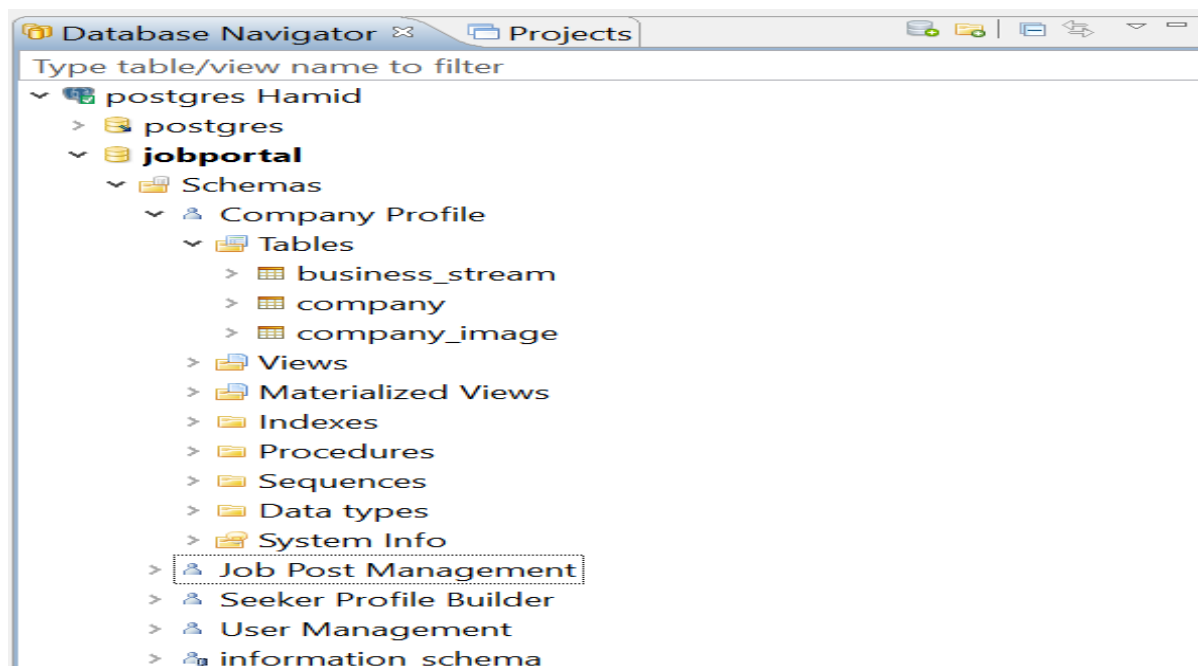 Database Navigator Projects
Type table/view name to filter
postgres Hamid
postgres
jobportal
Schemas
Company Profile
Tables
business_stream
company
company_image
Views
Materialized Views
Indexes
Procedures
Sequences
Data types
System Info
Job Post Management
Seeker Profile Builder
User Management
information_schema